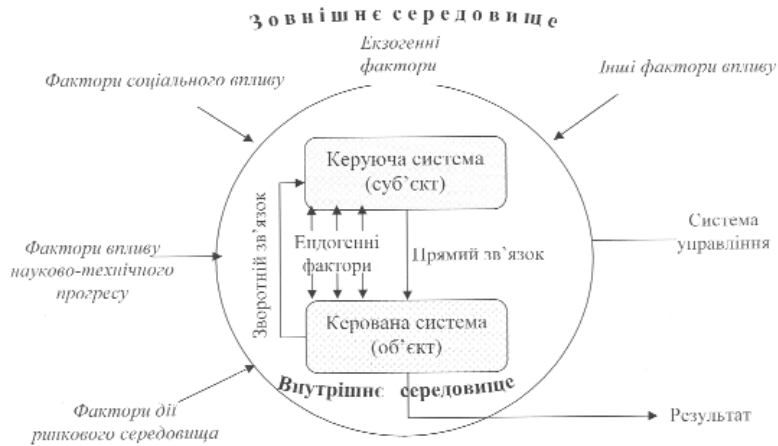 Зовнішнє середовище
Екзогенні
фактори
Фактори соціального впливу
Інші фактори впливу
Керуюча система
(суб’єкт)
Зворотній зв’язок
Ендогенні
фактори
Прямий зв’язок
Система
управління
Фактори впливу
науково-технічного
прогресу
Керована система
(об’єкт)
Внутрішнє середовище
Фактори дії
ринкового середовища
Результат